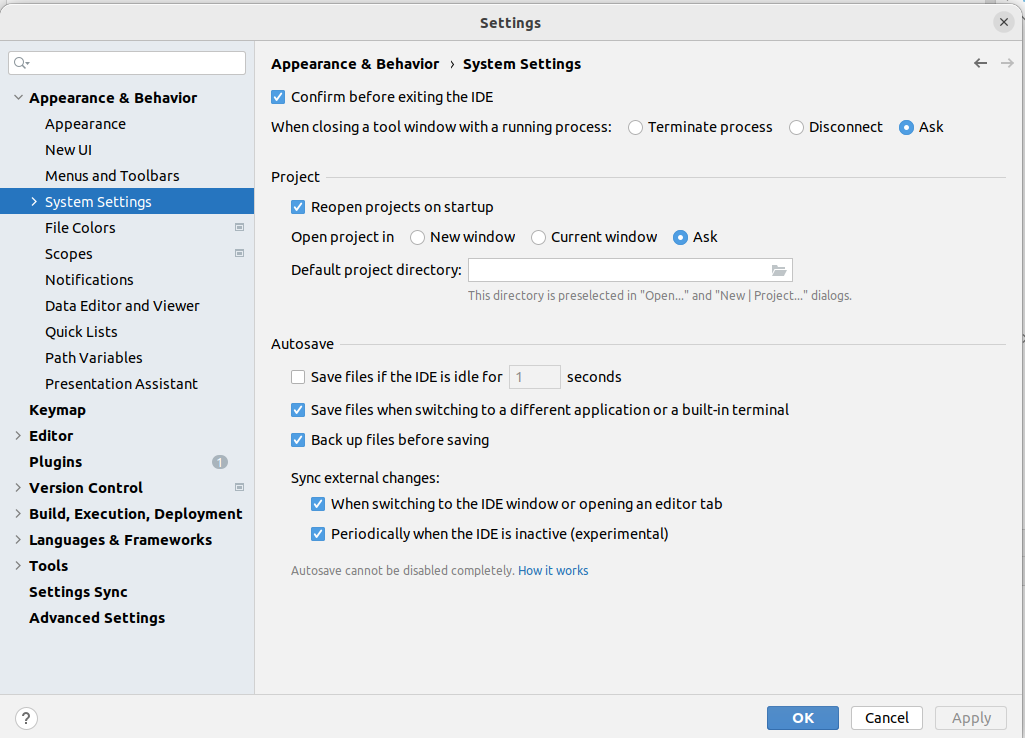 Settings
Appearance & Behavior
Appearance
New UI
Menus and Toolbars
System Settings
File Colors
Scopes
Notifications
Data Editor and Viewer
Quick Lists
Path Variables
Presentation Assistant
Keymap
Editor
Plugins 1
Version Control
Build, Execution, Deployment
Languages & Frameworks
Tools
Settings Sync
Advanced Settings
Appearance & Behavior › System Settings
Confirm before exiting the IDE
When closing a tool window with a running process: Terminate process Disconnect Ask
Project
Reopen projects on startup
Open project in New window Current window Ask
Default project directory:
This directory is preselected in "Open..." and "New | Project..." dialogs.
Autosave
Save files if the IDE is idle for 1 seconds
Save files when switching to a different application or a built-in terminal
Back up files before saving
Sync external changes:
When switching to the IDE window or opening an editor tab
Periodically when the IDE is inactive (experimental)
Autosave cannot be disabled completely. How it works
? OK Cancel Apply